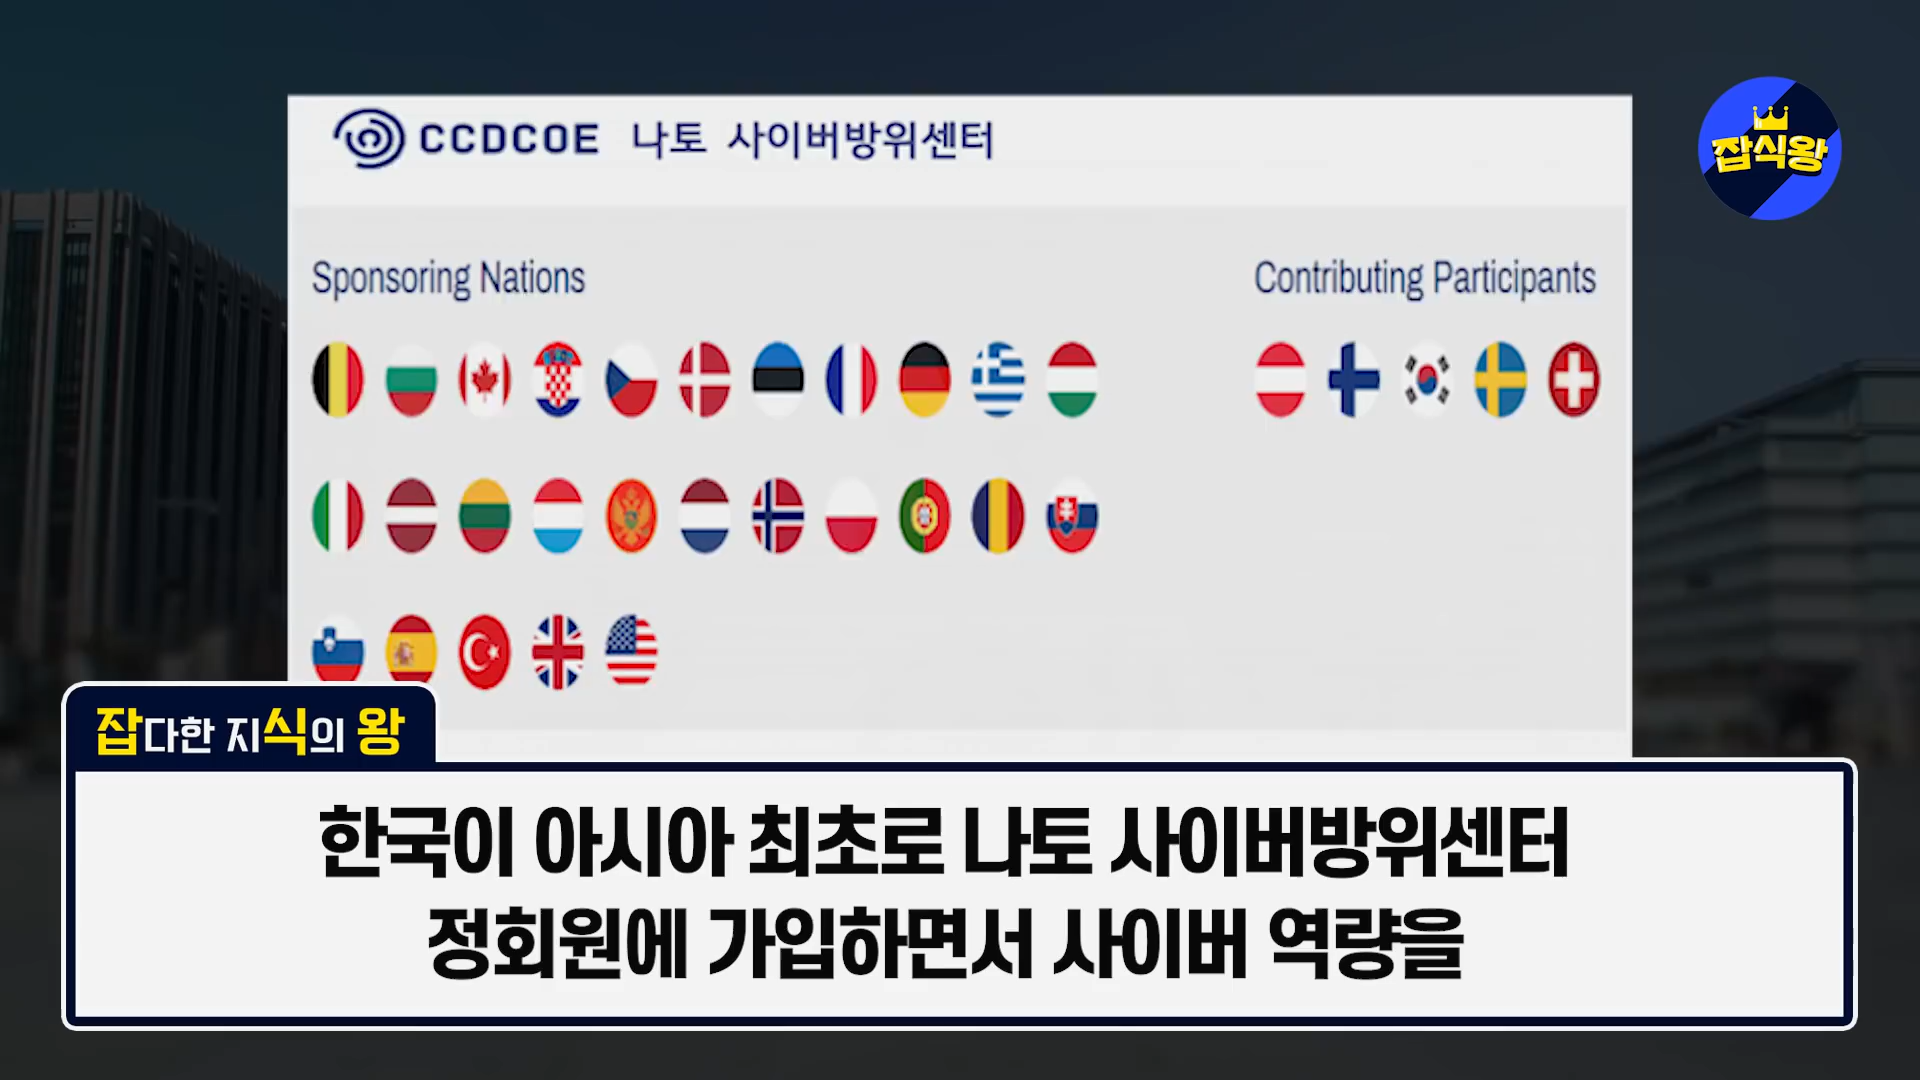 CCDCOE 나토 사이버방위센터
잡식왕
Sponsoring Nations
Contributing Participants
잡다한 지식의 왕
한국이 아시아 최초로 나토 사이버방위센터
정회원에 가입하면서 사이버 역량을